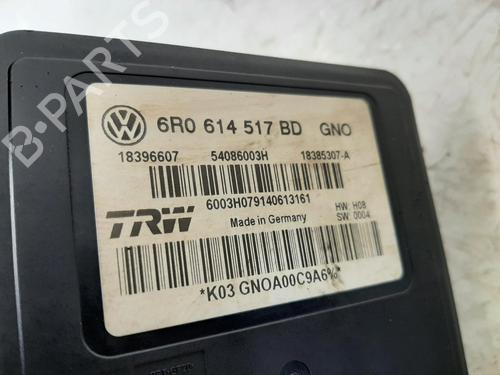 B-PARTS
6R0 614 517 BD GNO
18396607 54086003H 18385307-A
6003H079140613161
HW H08
TRW
Made in Germany
SW 0004
*K03 GNOA00C9A6%*